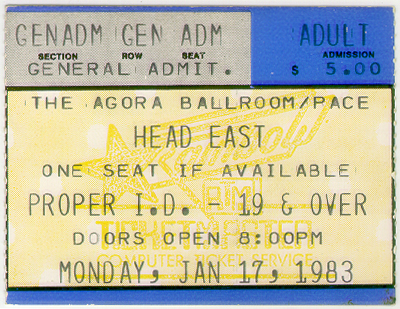 GENADM GEN ADM ADULT
SECTION ROW SEAT ADMISSION
GENERAL ADMIT. $ 5.00
THE AGORA BALLROOM/PACE
HEAD EAST
ONE SEAT IF AVAILABLE
PROPER I.D. - 19 & OVER
TICKETMASTER
DOORS OPEN 8:00PM
COMPUTER TICKET SERVICE
MONDAY, JAN 17, 1983